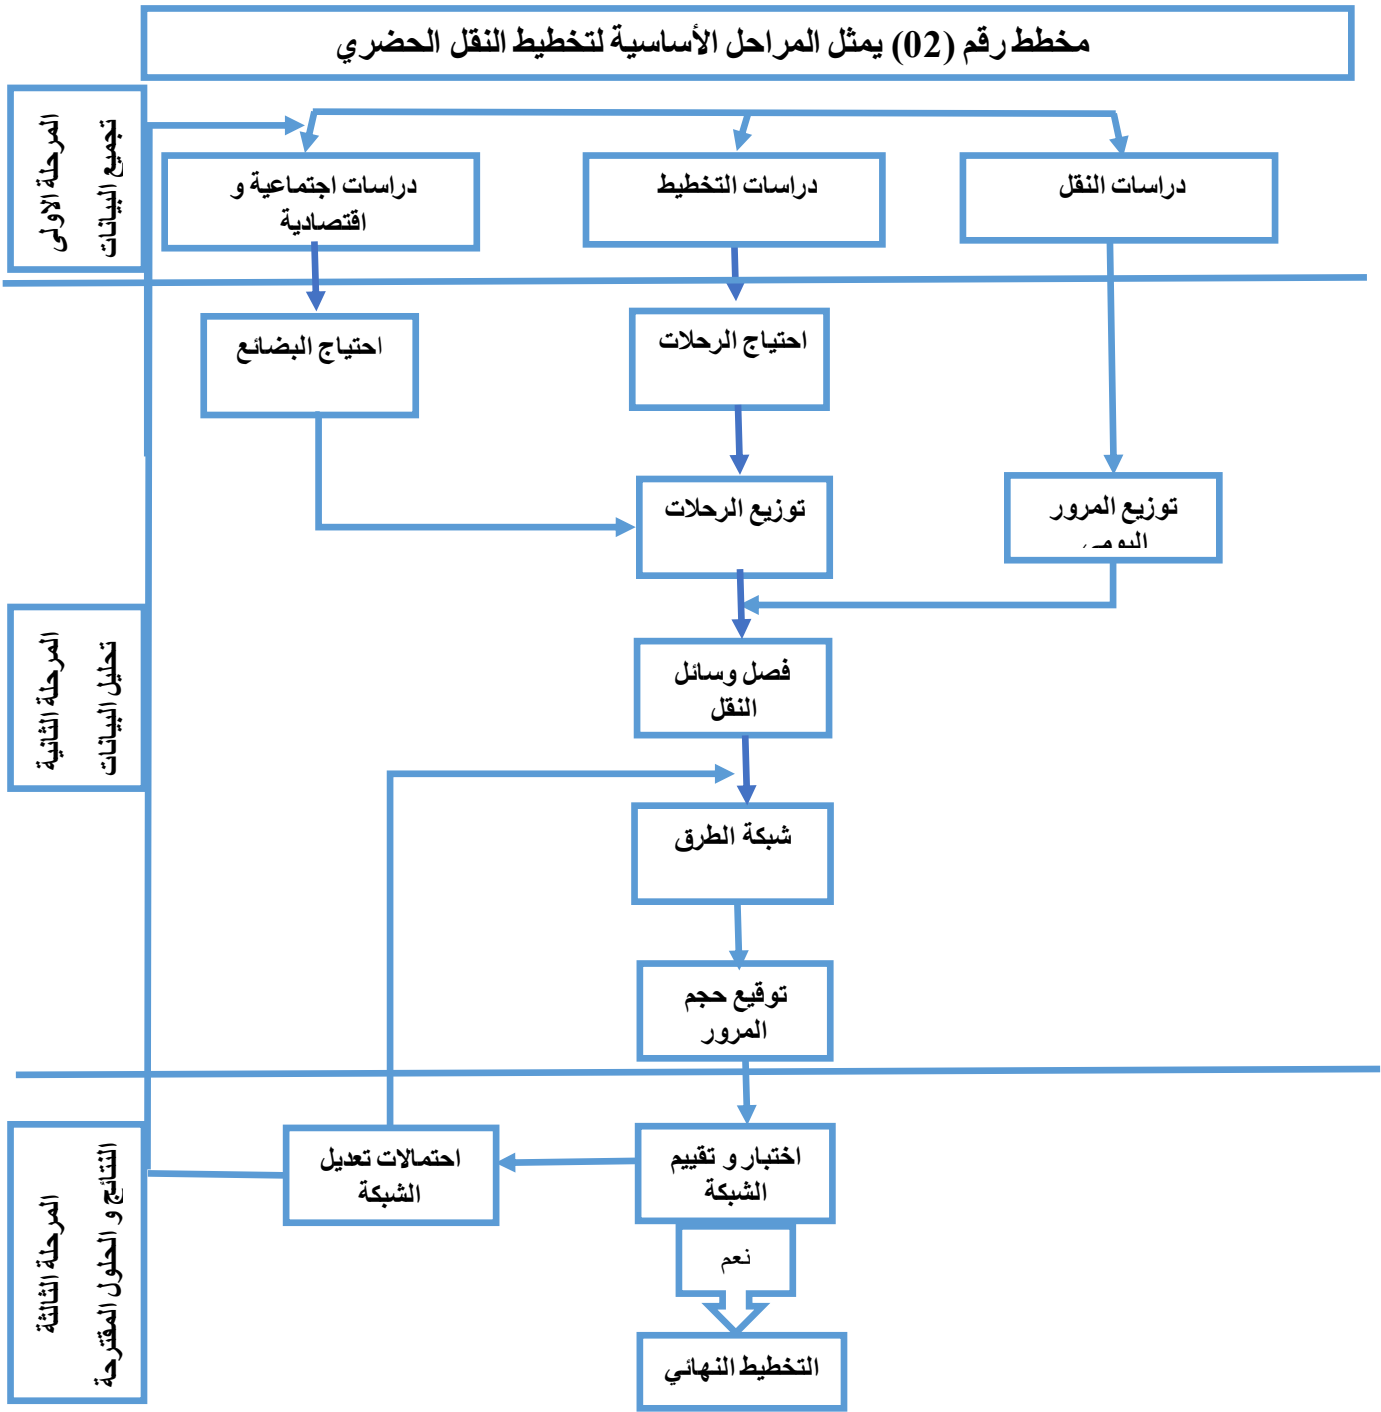 مخطط رقم (02) يمثل المراحل الأساسية لتخطيط النقل الحضري
المرحلة الاولى
تجميع البيانات
دراسات النقل
دراسات التخطيط
دراسات اجتماعية و
اقتصادية
احتياج الرحلات
احتياج البضائع
توزيع المرور
اليومي
توزيع الرحلات
المرحلة الثانية
تحليل البيانات
فصل وسائل
النقل
شبكة الطرق
توقيع حجم
المرور
المرحلة الثالثة
النتائج و الحلول المقترحة
اختبار و تقييم
الشبكة
احتمالات تعديل
الشبكة
نعم
التخطيط النهائي